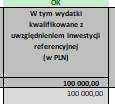 OK
W tym wydatki
kwalifikowane z
uwzględnieniem inwestycji
referencyjnej
(w PLN)
100 000,00
100 000,00